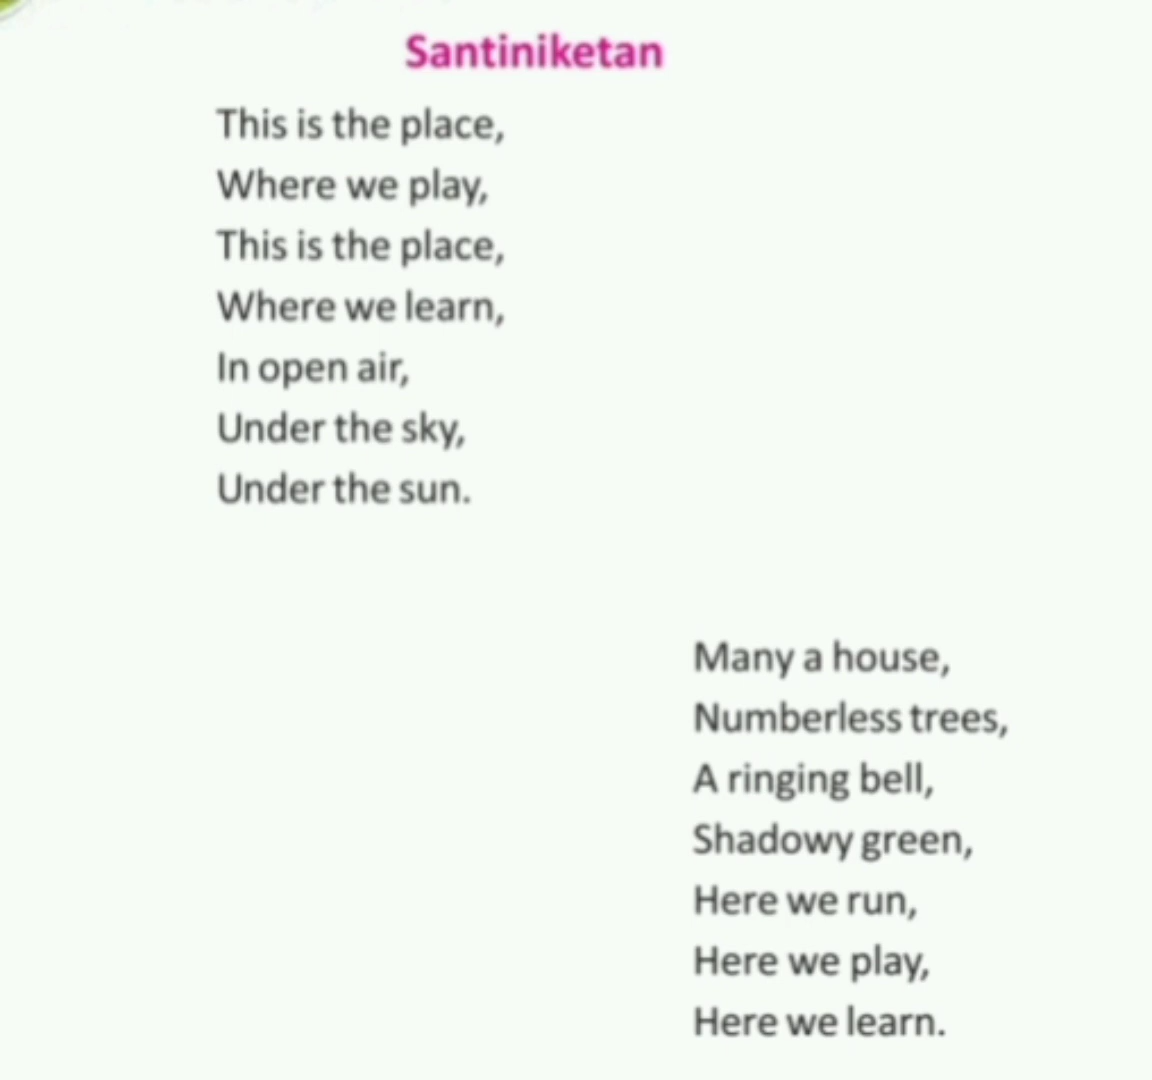 Santiniketan
This is the place,
Where we play,
This is the place,
Where we learn,
In open air,
Under the sky,
Under the sun.
Many a house,
Numberless trees,
A ringing bell,
Shadowy green,
Here we run,
Here we play,
Here we learn.